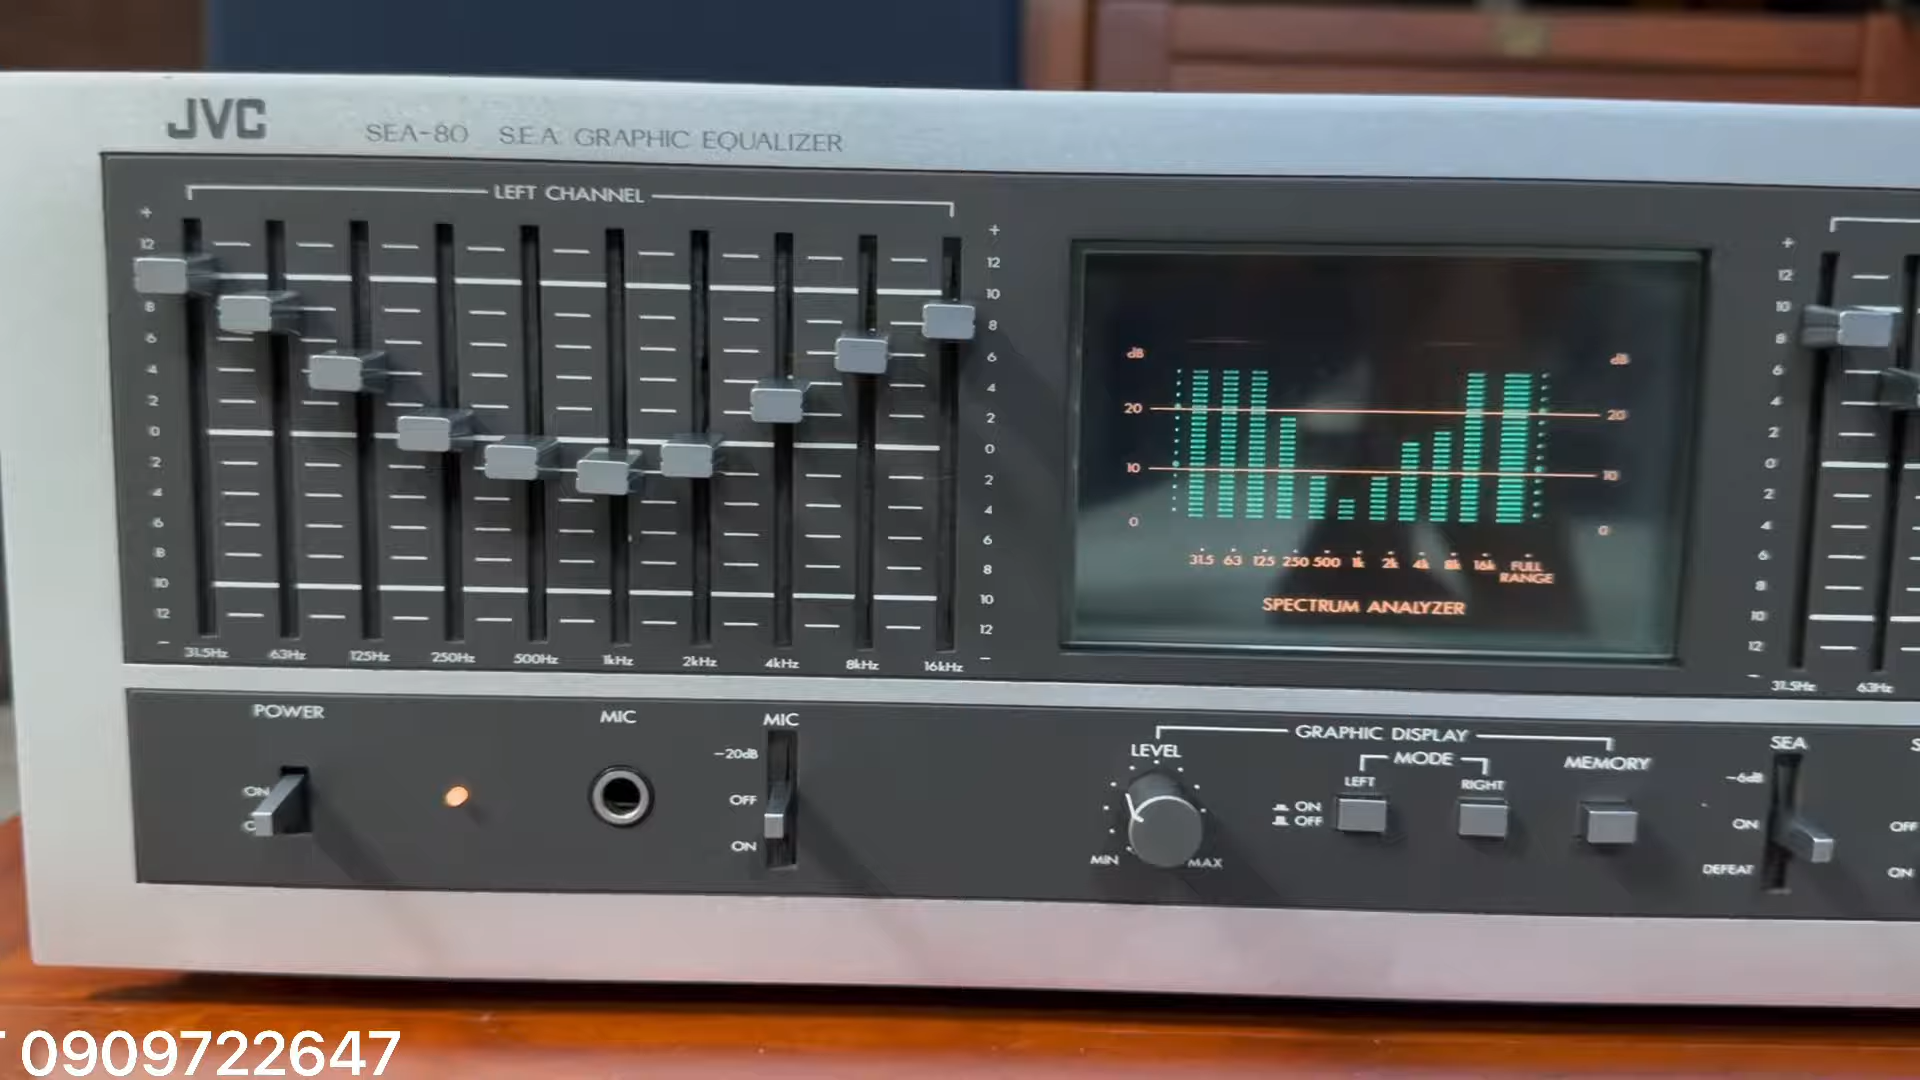 JVC
SEA-80 S.E.A GRAPHIC EQUALIZER
LEFT CHANNEL
+ + +
12 12 12
10 10
8 8 8
6 6 6
4 4 4
2 2 2
0 0 0
2 2 2
4 4 4
6 6 6
8 8 8
10 10 10
12 12 12
− − −
31.5Hz 63Hz 125Hz 250Hz 500Hz 1kHz 2kHz 4kHz 8kHz 16kHz
31.5Hz 63Hz
dB dB
20 20
10 10
0 0
31.5 63 125 250 500 1k 2k 4k 8k 16k FULL RANGE
SPECTRUM ANALYZER
POWER
ON
MIC
MIC
−20dB
OFF
ON
GRAPHIC DISPLAY
LEVEL
MIN MAX
MODE
LEFT RIGHT
ON
OFF
MEMORY
SEA
−6dB
ON
DEFEAT
OFF
ON
0909722647